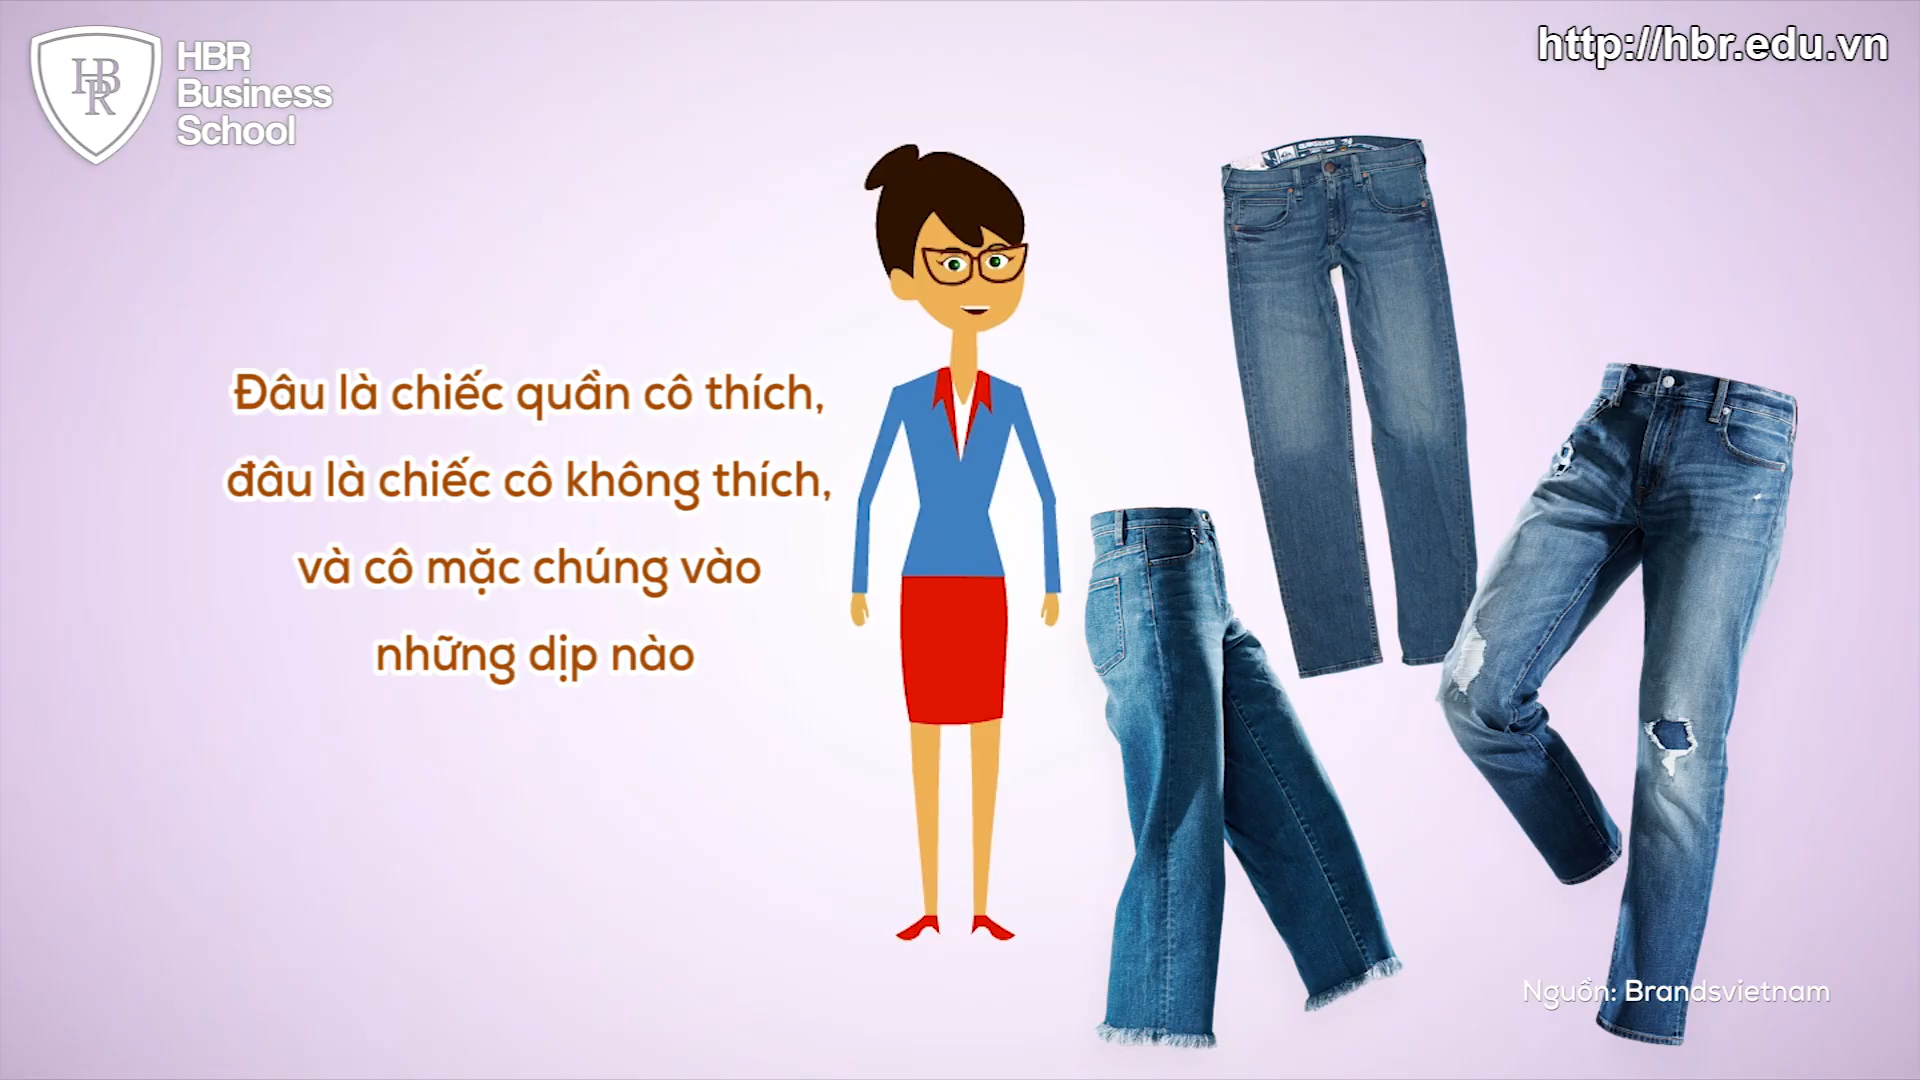 HBR
Business
School
http://hbr.edu.vn
Đâu là chiếc quần cô thích,
đâu là chiếc cô không thích,
và cô mặc chúng vào
những dịp nào
Nguồn: Brandsvietnam